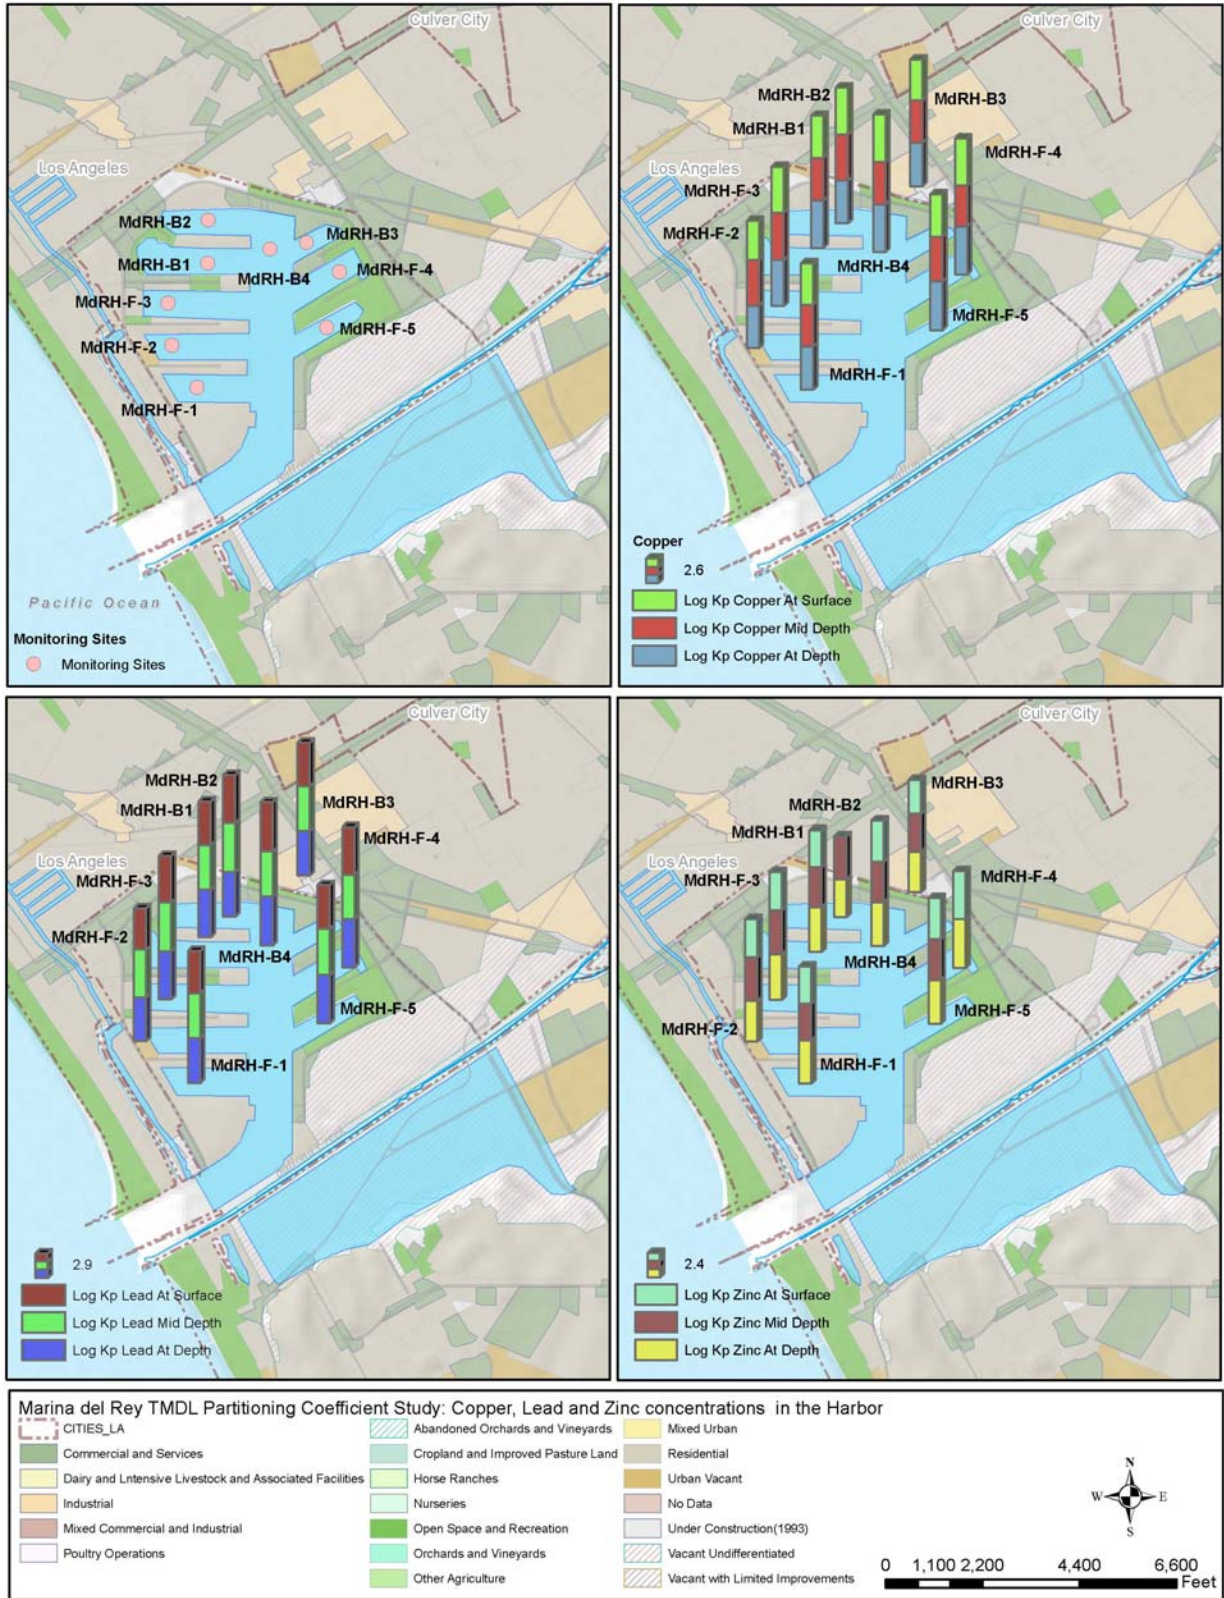 Culver City
Los Angeles
MdRH-B2
MdRH-B3
MdRH-B1
MdRH-B4
MdRH-F-4
MdRH-F-3
MdRH-F-5
MdRH-F-2
MdRH-F-1
Pacific Ocean
Monitoring Sites
Monitoring Sites
Culver City
MdRH-B2
MdRH-B3
MdRH-B1
MdRH-F-4
Los Angeles
MdRH-F-3
MdRH-F-2
MdRH-B4
MdRH-F-5
MdRH-F-1
Copper
2.6
Log Kp Copper At Surface
Log Kp Copper Mid Depth
Log Kp Copper At Depth
Culver City
MdRH-B2
MdRH-B3
MdRH-B1
MdRH-F-4
Los Angeles
MdRH-F-3
MdRH-F-2
MdRH-B4
MdRH-F-5
MdRH-F-1
2.9
Log Kp Lead At Surface
Log Kp Lead Mid Depth
Log Kp Lead At Depth
Culver City
MdRH-B3
MdRH-B2
MdRH-B1
Los Angeles
MdRH-F-3
MdRH-F-4
MdRH-B4
MdRH-F-5
MdRH-F-2
MdRH-F-1
2.4
Log Kp Zinc At Surface
Log Kp Zinc Mid Depth
Log Kp Zinc At Depth
Marina del Rey TMDL Partitioning Coefficient Study: Copper, Lead and Zinc concentrations in the Harbor
CITIES_LA
Commercial and Services
Dairy and Lntensive Livestock and Associated Facilities
Industrial
Mixed Commercial and Industrial
Poultry Operations
Abandoned Orchards and Vineyards
Cropland and Improved Pasture Land
Horse Ranches
Nurseries
Open Space and Recreation
Orchards and Vineyards
Other Agriculture
Mixed Urban
Residential
Urban Vacant
No Data
Under Construction(1993)
Vacant Undifferentiated
Vacant with Limited Improvements
N
W E
S
0 1,100 2,200 4,400 6,600
Feet